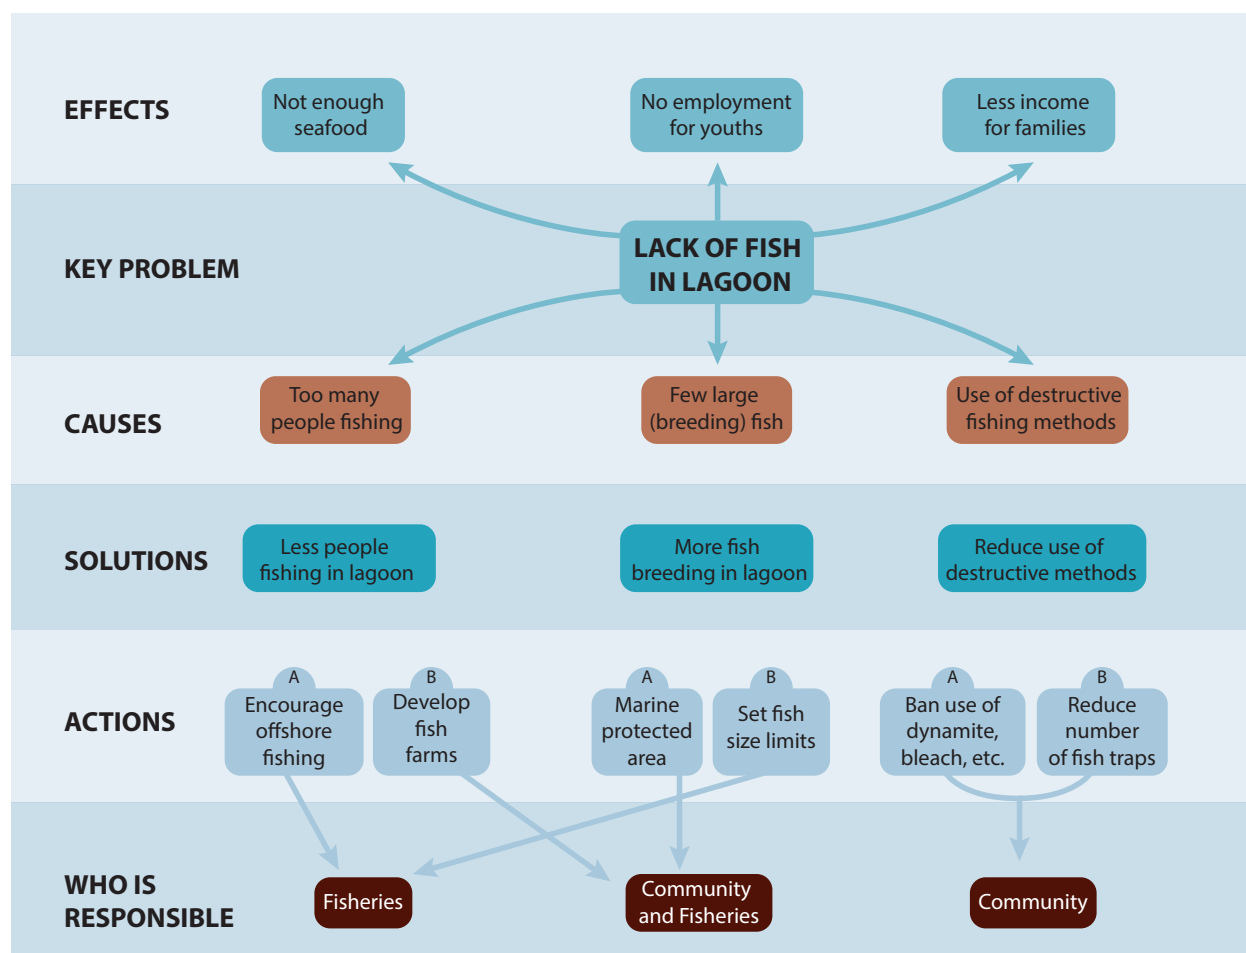 EFFECTS
Not enough
seafood
No employment
for youths
Less income
for families
KEY PROBLEM
LACK OF FISH
IN LAGOON
CAUSES
Too many
people fishing
Few large
(breeding) fish
Use of destructive
fishing methods
SOLUTIONS
Less people
fishing in lagoon
More fish
breeding in lagoon
Reduce use of
destructive methods
ACTIONS
A
Encourage
offshore
fishing
B
Develop
fish
farms
A
Marine
protected
area
B
Set fish
size limits
A
Ban use of
dynamite,
bleach, etc.
B
Reduce
number
of fish traps
WHO IS
RESPONSIBLE
Fisheries
Community
and Fisheries
Community